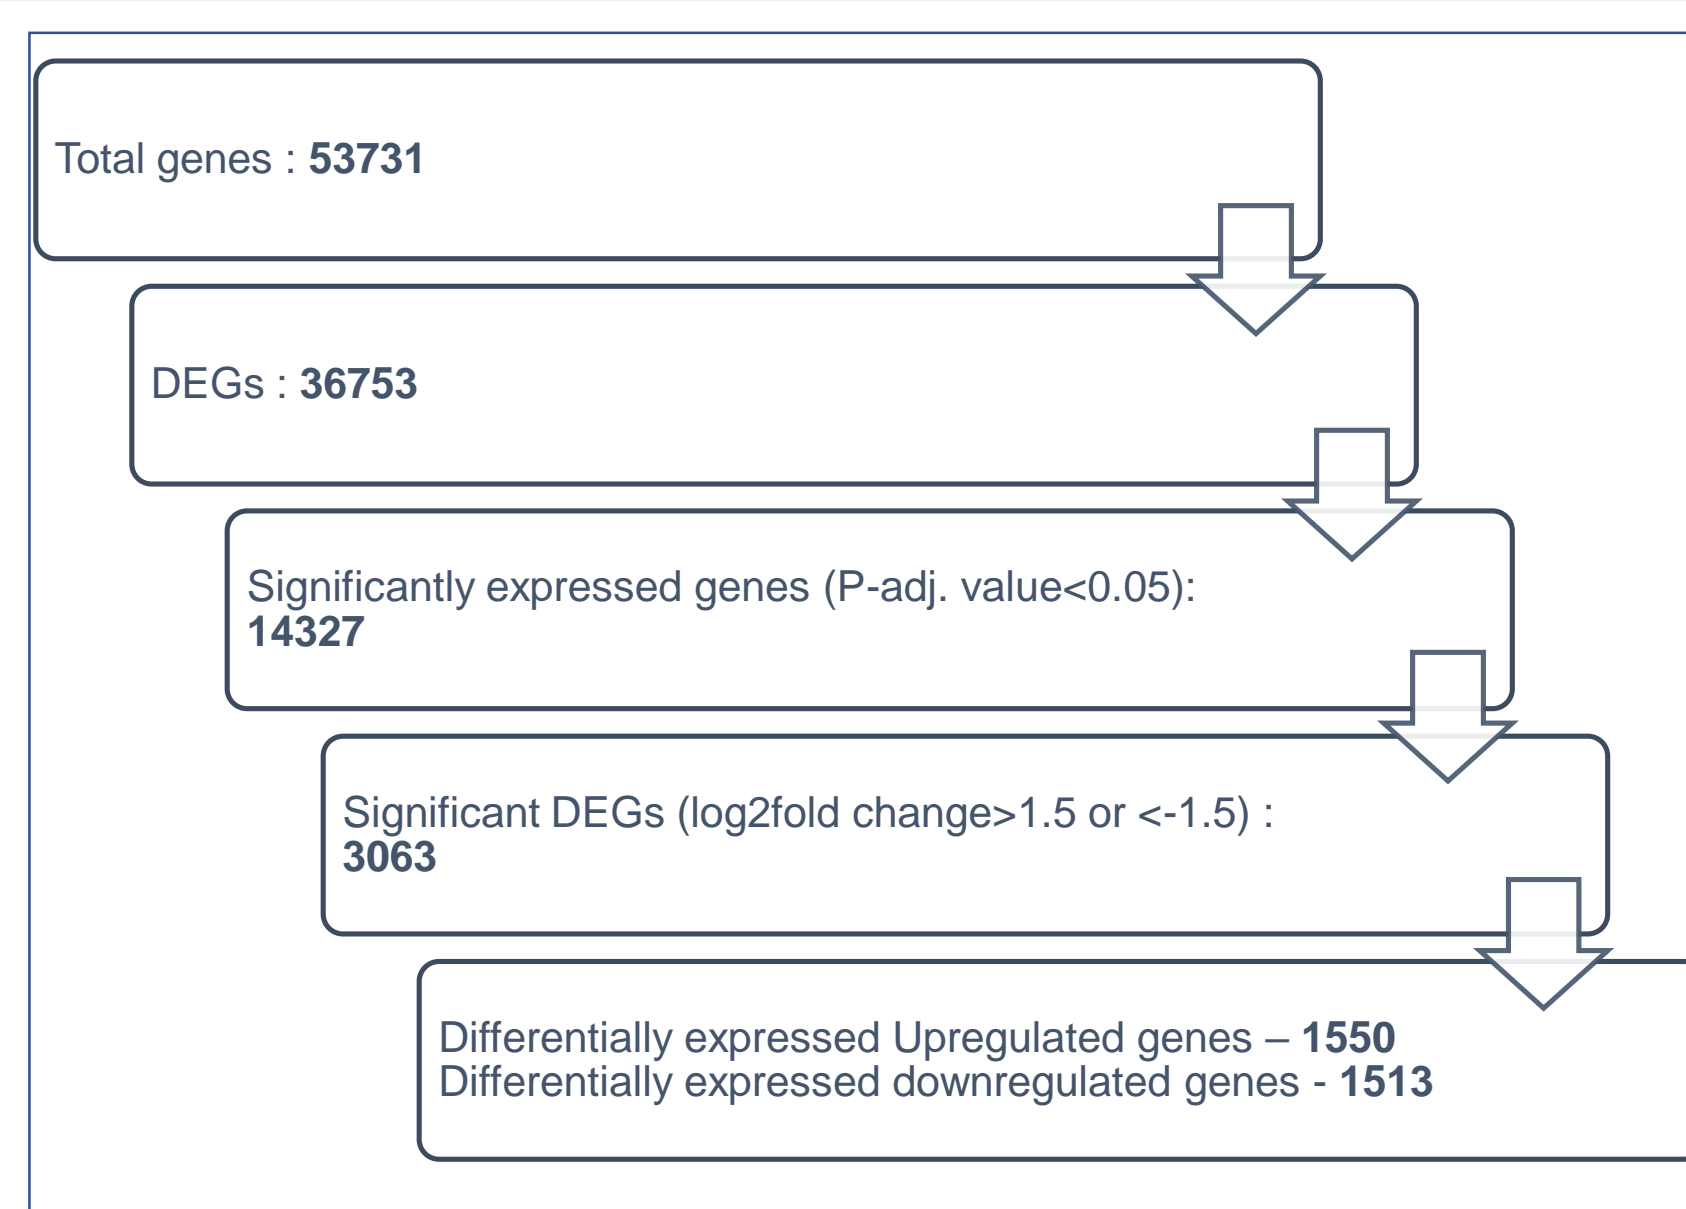 Total genes : 53731
DEGs : 36753
Significantly expressed genes (P-adj. value<0.05):
14327
Significant DEGs (log2fold change>1.5 or <-1.5) :
3063
Differentially expressed Upregulated genes – 1550
Differentially expressed downregulated genes - 1513